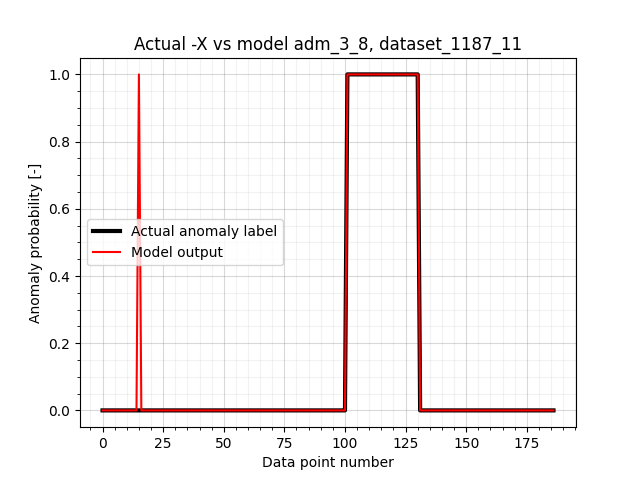 Actual -X vs model adm_3_8, dataset_1187_11
Anomaly probability [-]
1.0
0.8
0.6
0.4
0.2
0.0
Actual anomaly label
Model output
0 25 50 75 100 125 150 175
Data point number